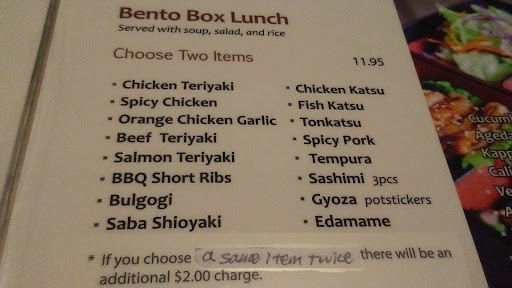 Bento Box Lunch
Served with soup, salad, and rice
Choose Two Items 11.95
▪ Chicken Teriyaki
▪ Spicy Chicken
▪ Orange Chicken Garlic
▪ Beef Teriyaki
▪ Salmon Teriyaki
▪ BBQ Short Ribs
▪ Bulgogi
▪ Saba Shioyaki
▪ Chicken Katsu
▪ Fish Katsu
▪ Tonkatsu
▪ Spicy Pork
▪ Tempura
▪ Sashimi 3pcs
▪ Gyoza potstickers
▪ Edamame
* If you choose a same item twice there will be an
additional $2.00 charge.